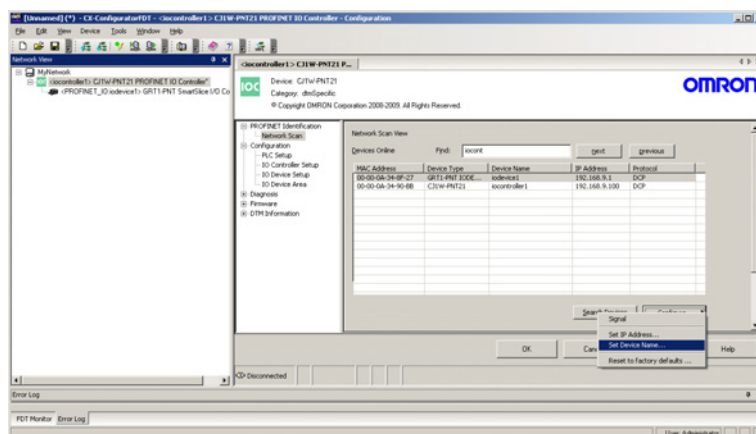 [Unnamed] (*) - CX-ConfiguratorFDT - <iocontroller1> CJ1W-PNT21 PROFINET IO Controller - Configuration
File Edit View Device Tools Window Help
Network View
MyNetwork
<iocontroller1> CJ1W-PNT21 PROFINET IO Controller*
<PROFINET_IO:iodevice1> GRT1-PNT SmartSlice I/O Co
<iocontroller1> CJ1W-PNT21 P...
IOC
Device: CJ1W-PNT21
Category: dtmSpecific
© Copyright OMRON Corporation 2008-2009. All Rights Reserved.
OMRON
PROFINET Identification
Network Scan
Configuration
PLC Setup
IO Controller Setup
IO Device Setup
IO Device Area
Diagnosis
Firmware
DTM Information
Network Scan View
Devices Online
Find:
iocont
next
previous
MAC Address Device Type Device Name IP Address Protocol
00-00-0A-34-8F-27 GRT1-PNT IODE... iodevice1 192.168.9.1 DCP
00-00-0A-34-90-BB CJ1W-PNT21 iocontroller1 192.168.9.100 DCP
Search Devices
Configure
Signal
Set IP Address...
Set Device Name...
Reset to factory defaults ...
OK
Can
Help
Disconnected
Error Log
FDT Monitor
Error Log
User: Administrator